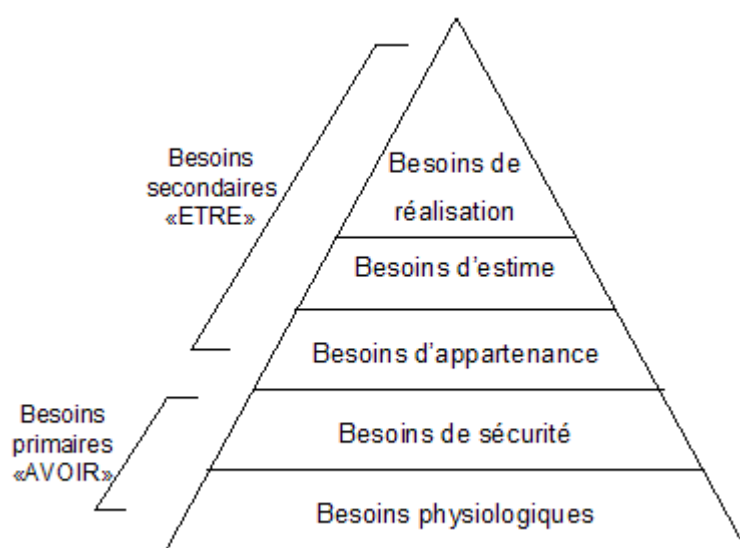 Besoins
secondaires
«ETRE»
Besoins de
réalisation
Besoins d'estime
Besoins d'appartenance
Besoins
primaires
«AVOIR»
Besoins de sécurité
Besoins physiologiques